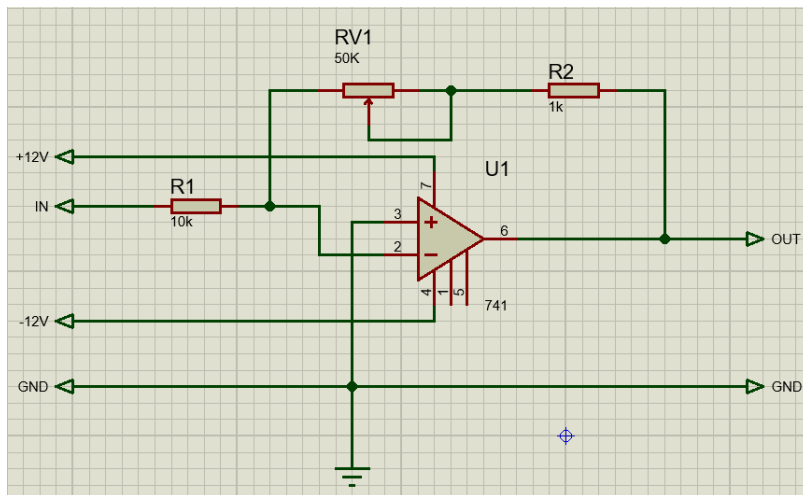 RV1
50K
R2
1k
+12V
U1
7
R1
IN
10k
3
+
6
2
−
OUT
4
1
5
741
-12V
GND
GND